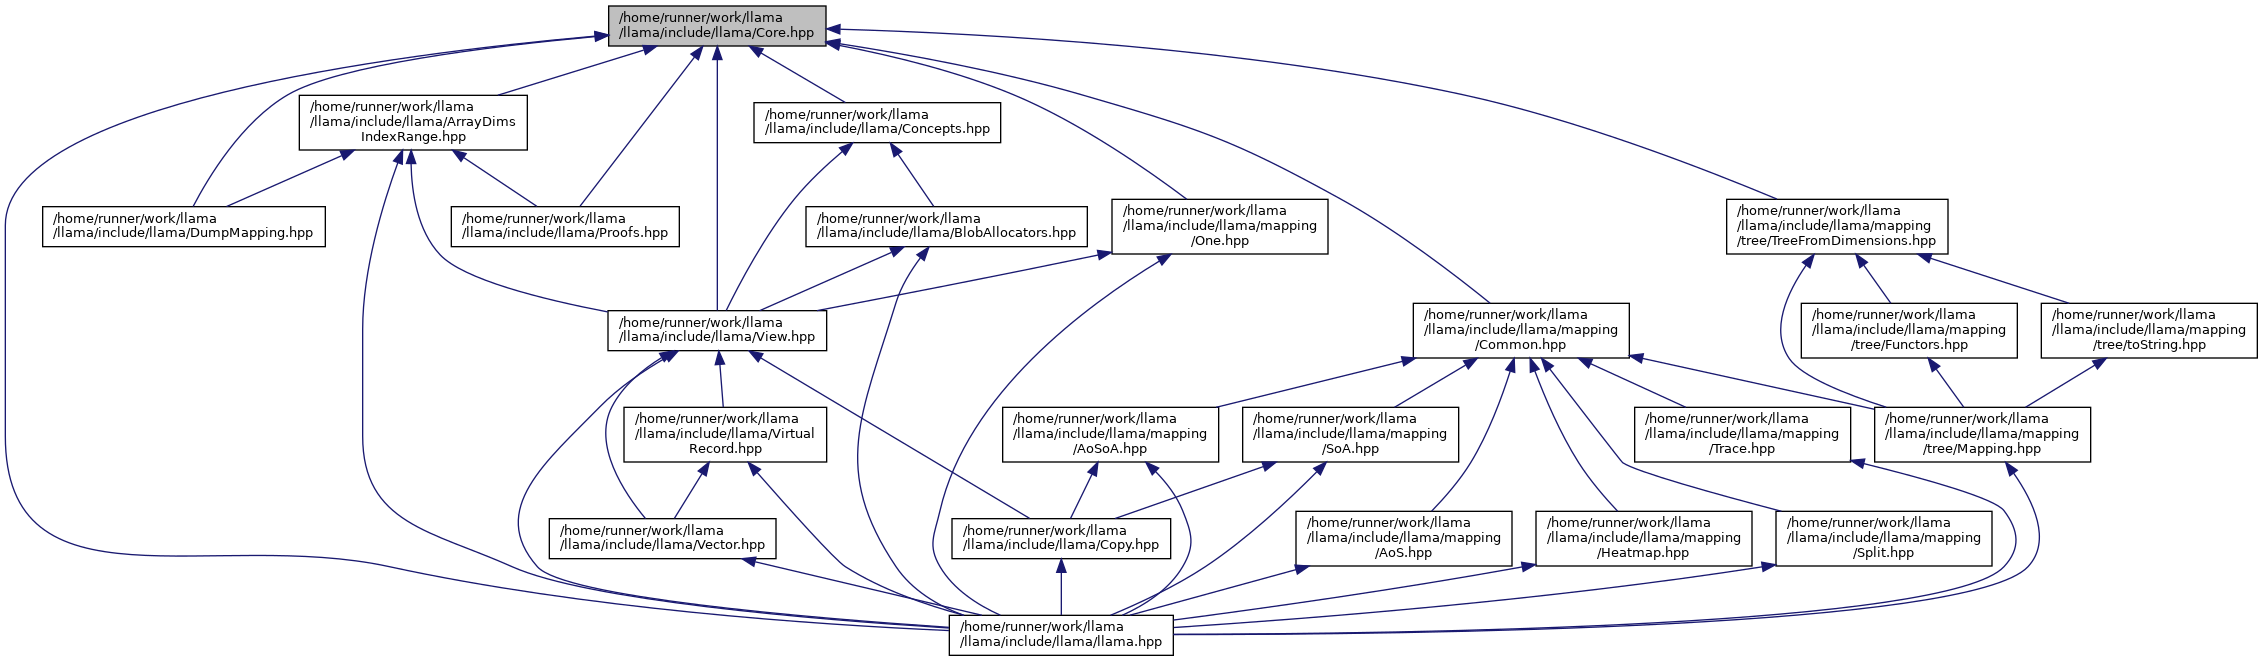 /home/runner/work/llama
/llama/include/llama/Core.hpp
/home/runner/work/llama
/llama/include/llama/ArrayDims
IndexRange.hpp
/home/runner/work/llama
/llama/include/llama/Concepts.hpp
/home/runner/work/llama
/llama/include/llama/DumpMapping.hpp
/home/runner/work/llama
/llama/include/llama/Proofs.hpp
/home/runner/work/llama
/llama/include/llama/BlobAllocators.hpp
/home/runner/work/llama
/llama/include/llama/mapping
/One.hpp
/home/runner/work/llama
/llama/include/llama/mapping
/tree/TreeFromDimensions.hpp
/home/runner/work/llama
/llama/include/llama/View.hpp
/home/runner/work/llama
/llama/include/llama/mapping
/Common.hpp
/home/runner/work/llama
/llama/include/llama/mapping
/tree/Functors.hpp
/home/runner/work/llama
/llama/include/llama/mapping
/tree/toString.hpp
/home/runner/work/llama
/llama/include/llama/Virtual
Record.hpp
/home/runner/work/llama
/llama/include/llama/mapping
/AoSoA.hpp
/home/runner/work/llama
/llama/include/llama/mapping
/SoA.hpp
/home/runner/work/llama
/llama/include/llama/mapping
/Trace.hpp
/home/runner/work/llama
/llama/include/llama/mapping
/tree/Mapping.hpp
/home/runner/work/llama
/llama/include/llama/Vector.hpp
/home/runner/work/llama
/llama/include/llama/Copy.hpp
/home/runner/work/llama
/llama/include/llama/mapping
/AoS.hpp
/home/runner/work/llama
/llama/include/llama/mapping
/Heatmap.hpp
/home/runner/work/llama
/llama/include/llama/mapping
/Split.hpp
/home/runner/work/llama
/llama/include/llama/llama.hpp